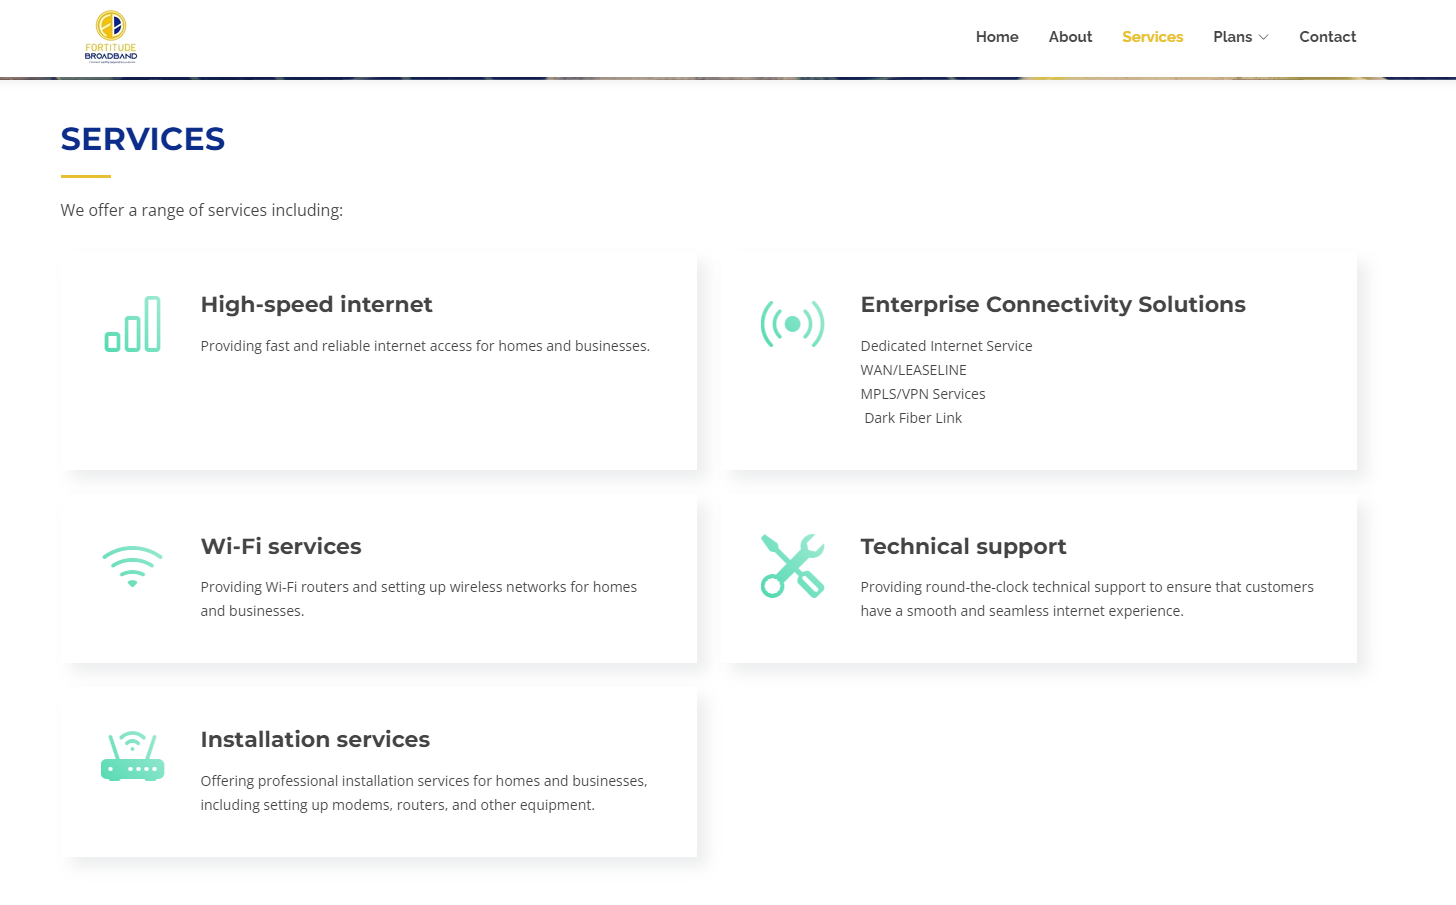 FORTITUDE
BROADBAND
Home
About
Services
Plans
Contact
SERVICES
We offer a range of services including:
High-speed internet
Providing fast and reliable internet access for homes and businesses.
Enterprise Connectivity Solutions
Dedicated Internet Service
WAN/LEASELINE
MPLS/VPN Services
Dark Fiber Link
Wi-Fi services
Providing Wi-Fi routers and setting up wireless networks for homes
and businesses.
Technical support
Providing round-the-clock technical support to ensure that customers
have a smooth and seamless internet experience.
Installation services
Offering professional installation services for homes and businesses,
including setting up modems, routers, and other equipment.